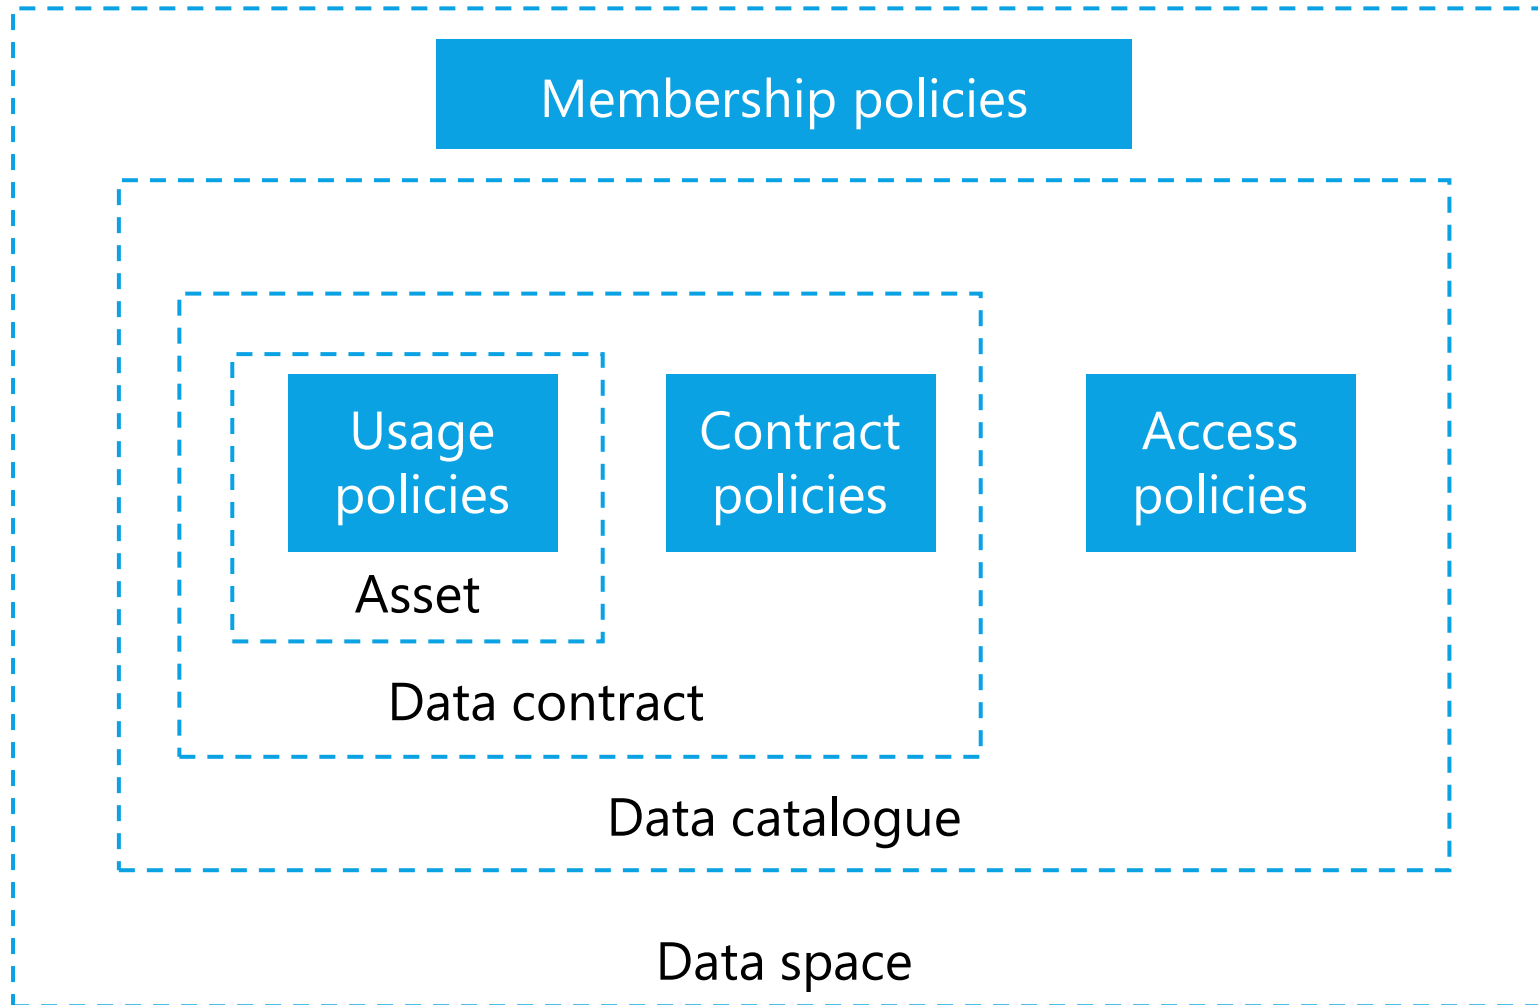 Membership policies
Usage
policies
Contract
policies
Access
policies
Asset
Data contract
Data catalogue
Data space